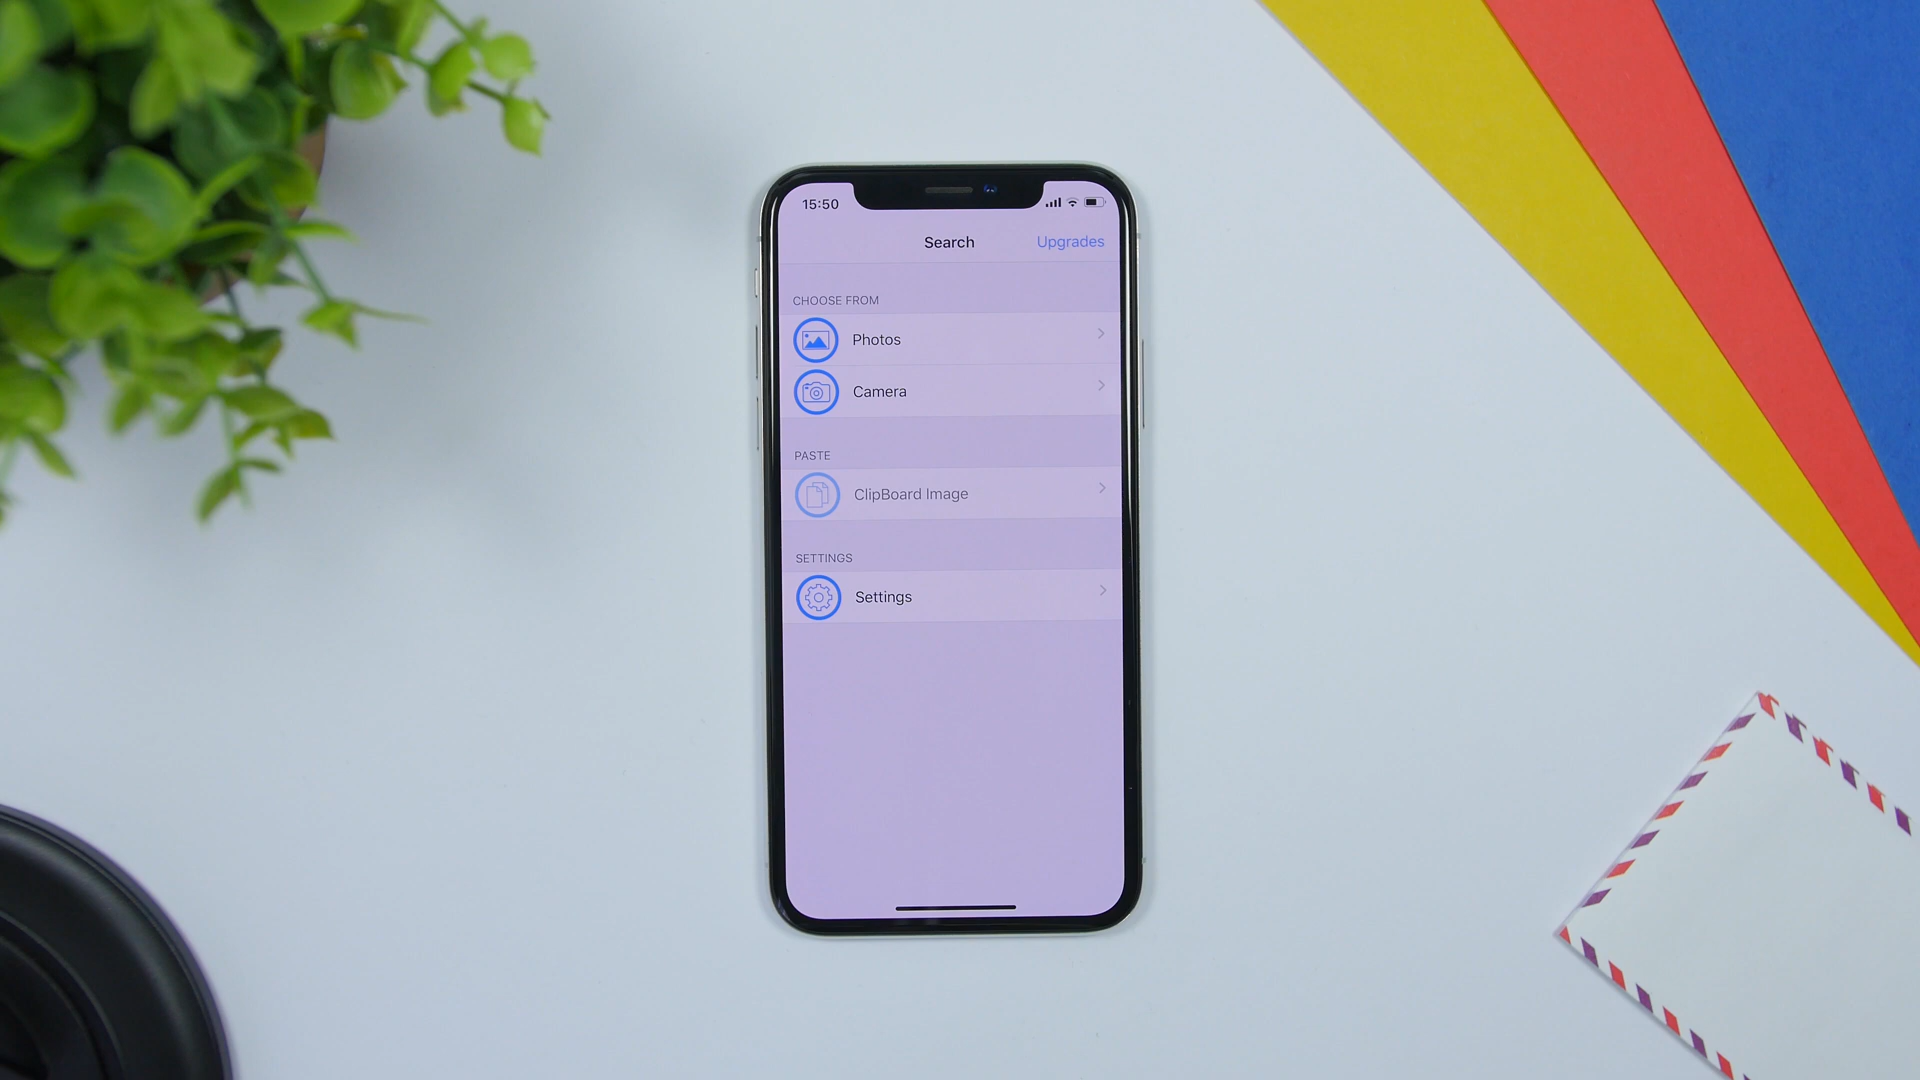 15:50
Search
Upgrades
CHOOSE FROM
Photos
Camera
PASTE
ClipBoard Image
SETTINGS
Settings